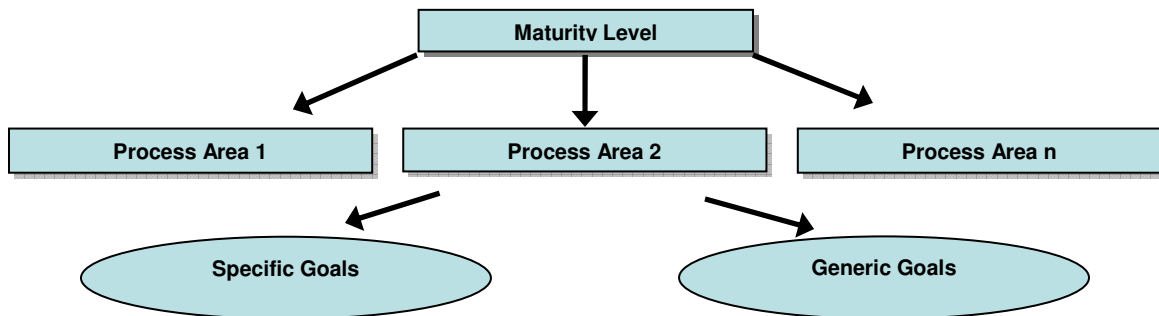 Maturity Level
Process Area 1
Process Area 2
Process Area n
Specific Goals
Generic Goals